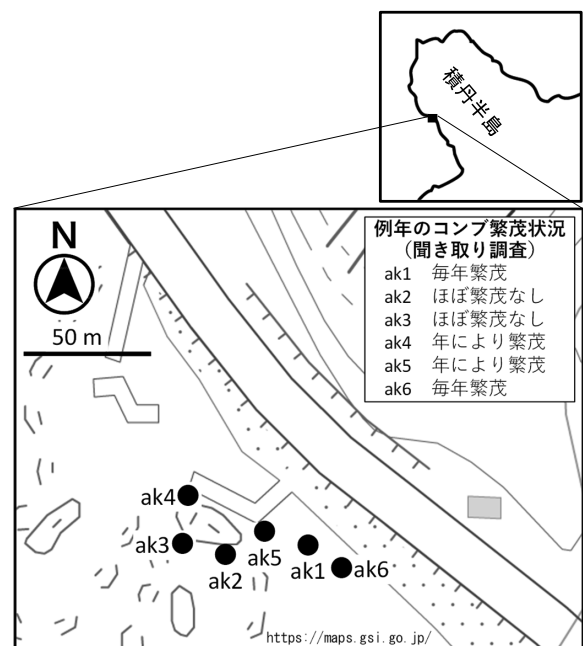 積丹半島
例年のコンブ繁茂状況
（聞き取り調査）
ak1 毎年繁茂
ak2 ほぼ繁茂なし
ak3 ほぼ繁茂なし
ak4 年により繁茂
ak5 年により繁茂
ak6 毎年繁茂
N
50 m
ak4
ak3
ak2
ak5
ak1
ak6
https://maps.gsi.go.jp/